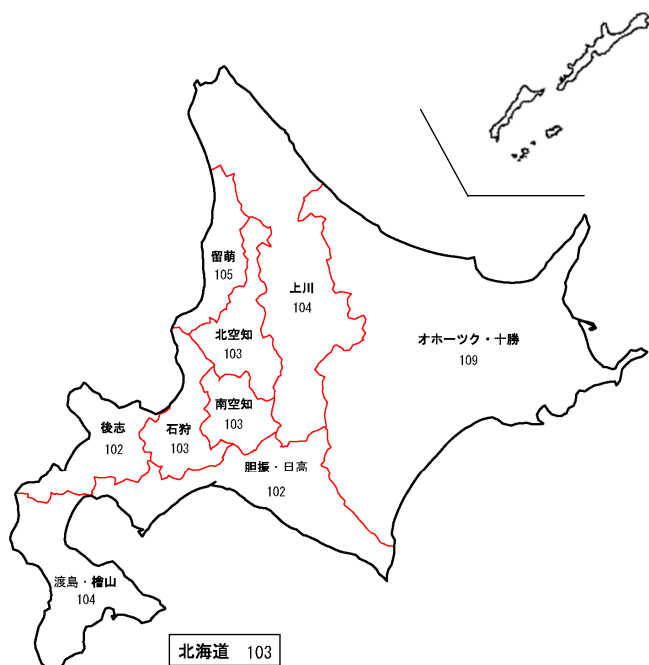 留萌
105
上川
104
北空知
103
オホーツク・十勝
109
南空知
103
後志
102
石狩
103
胆振・日高
102
渡島・檜山
104
北海道 103